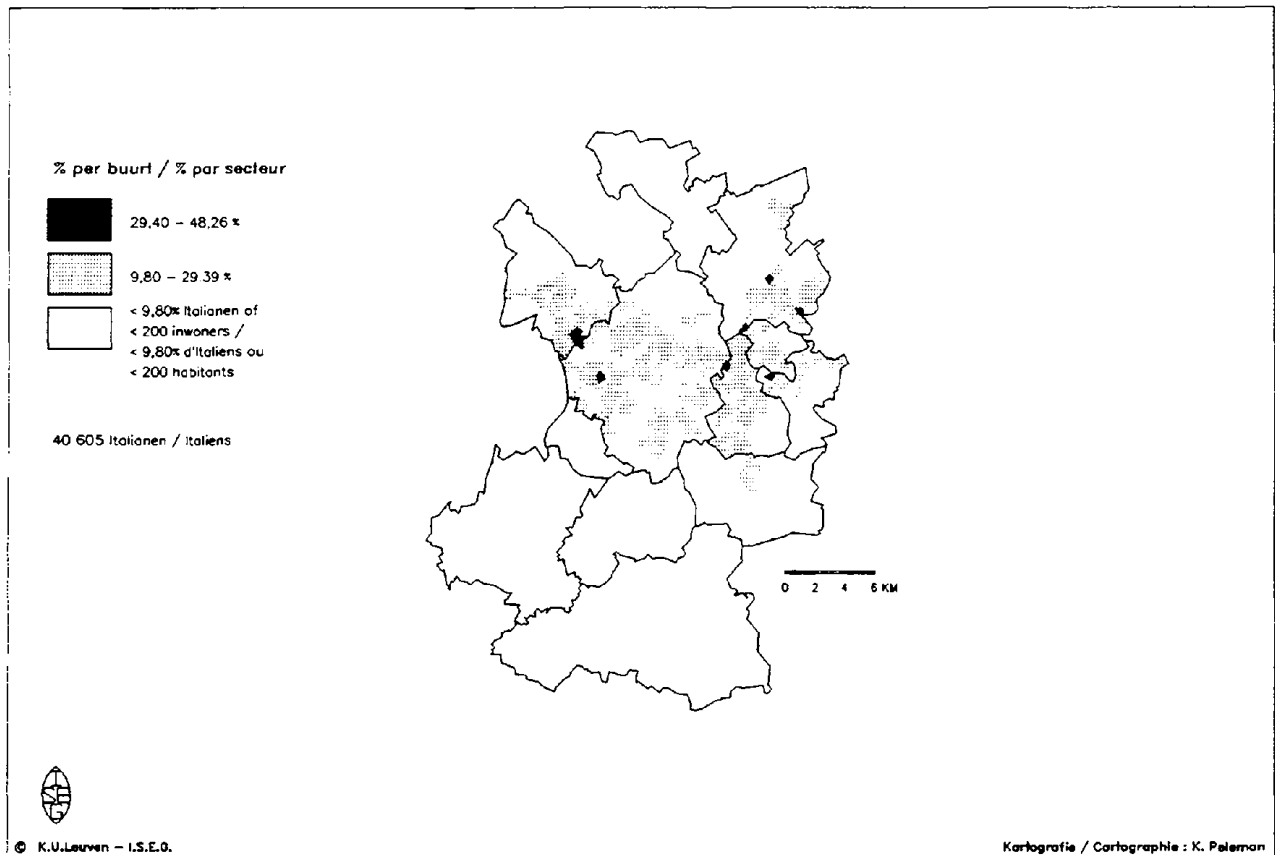 % per buurt / % par secteur
29,40 – 48,26 %
9,80 – 29.39 %
< 9,80% Italianen of
< 200 inwoners /
< 9,80% d'Italiens ou
< 200 habitants
40 605 Italianen / Italiens
0 2 4 6 KM
I
SE
G
© K.U.Leuven – I.S.E.G.
Kartografie / Cartographie : K. Peleman